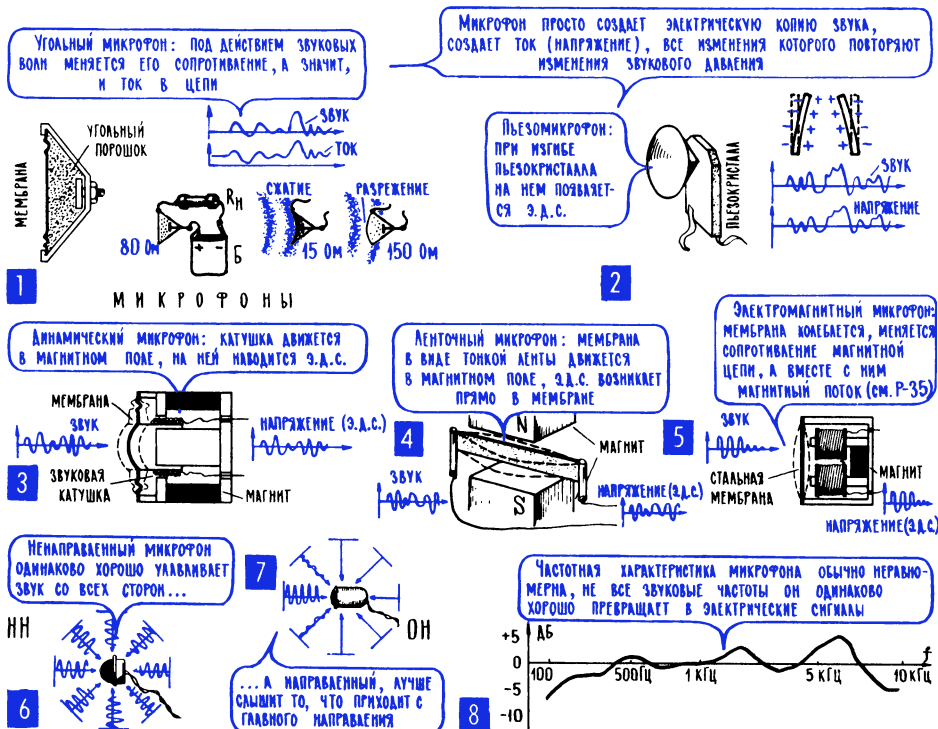 Угольный микрофон: под действием звуковых
волн меняется его сопротивление, а значит,
и ток в цепи
Микрофон просто создает электрическую копию звука,
создает ток (напряжение), все изменения которого повторяют
изменения звукового давления
МЕМБРАНА
УГОЛЬНЫЙ
ПОРОШОК
ЗВУК
ТОК
Rн
80 Ом
+ -
Б
СЖАТИЕ
15 Ом
РАЗРЕЖЕНИЕ
150 Ом
1
Пьезомикрофон:
при изгибе
пьезокристалла
на нем появляет-
ся э.д.с.
ПЬЕЗОКРИСТАЛЛ
ЗВУК
НАПРЯЖЕНИЕ
2
МИКРОФОНЫ
Динамический микрофон: катушка движется
в магнитном поле, на ней наводится э.д.с.
МЕМБРАНА
ЗВУК
НАПРЯЖЕНИЕ (Э.Д.С.)
ЗВУКОВАЯ
КАТУШКА
МАГНИТ
3
Ленточный микрофон: мембрана
в виде тонкой ленты движется
в магнитном поле, э.д.с. возникает
прямо в мембране
4
N
МАГНИТ
ЗВУК
S
НАПРЯЖЕНИЕ (Э.Д.С.)
Электромагнитный микрофон:
мембрана колебается, меняется
сопротивление магнитной
цепи, а вместе с ним
магнитный поток (см. Р-35)
5
ЗВУК
СТАЛЬНАЯ
МЕМБРАНА
МАГНИТ
НАПРЯЖЕНИЕ (Э.Д.С.)
Ненаправленный микрофон
одинаково хорошо улавливает
звук со всех сторон...
НН
6
7
ОН
...а направленный, лучше
слышит то, что приходит с
главного направления
Частотная характеристика микрофона обычно неравно-
мерна, не все звуковые частоты он одинаково
хорошо превращает в электрические сигналы
8
ДБ
+5
0
-5
-10
100
500Гц
1 кГц
5 кГц
10 кГц
f